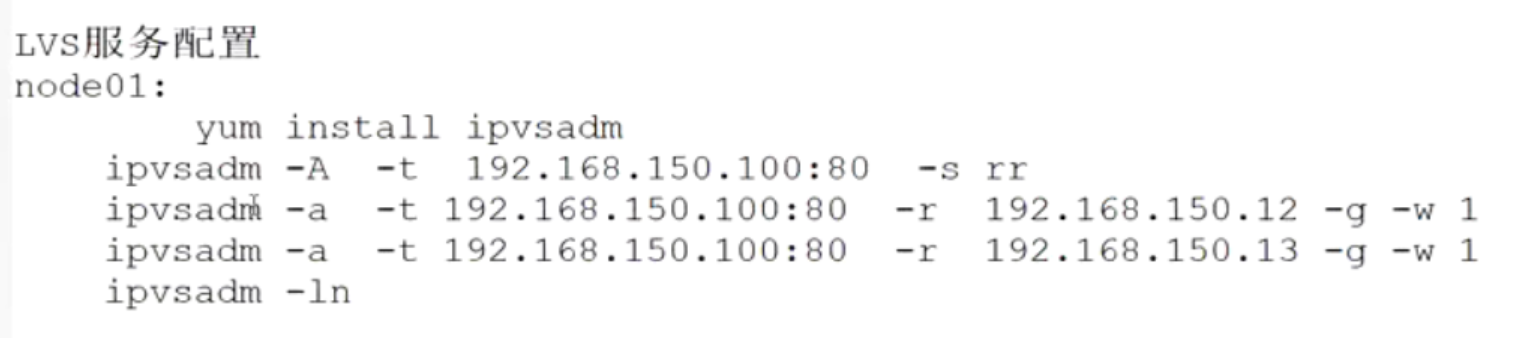 LVS服务配置
node01:
yum install ipvsadm
ipvsadm -A -t 192.168.150.100:80 -s rr
ipvsadm -a -t 192.168.150.100:80 -r 192.168.150.12 -g -w 1
ipvsadm -a -t 192.168.150.100:80 -r 192.168.150.13 -g -w 1
ipvsadm -ln